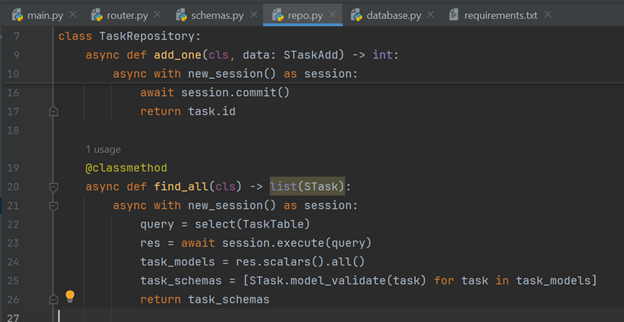 main.py router.py schemas.py repo.py database.py requirements.txt
7 class TaskRepository:
9 async def add_one(cls, data: STaskAdd) -> int:
10 async with new_session() as session:
16 await session.commit()
17 return task.id
18
1 usage
19 @classmethod
20 async def find_all(cls) -> list(STask):
21 async with new_session() as session:
22 query = select(TaskTable)
23 res = await session.execute(query)
24 task_models = res.scalars().all()
25 task_schemas = [STask.model_validate(task) for task in task_models]
26 return task_schemas
27